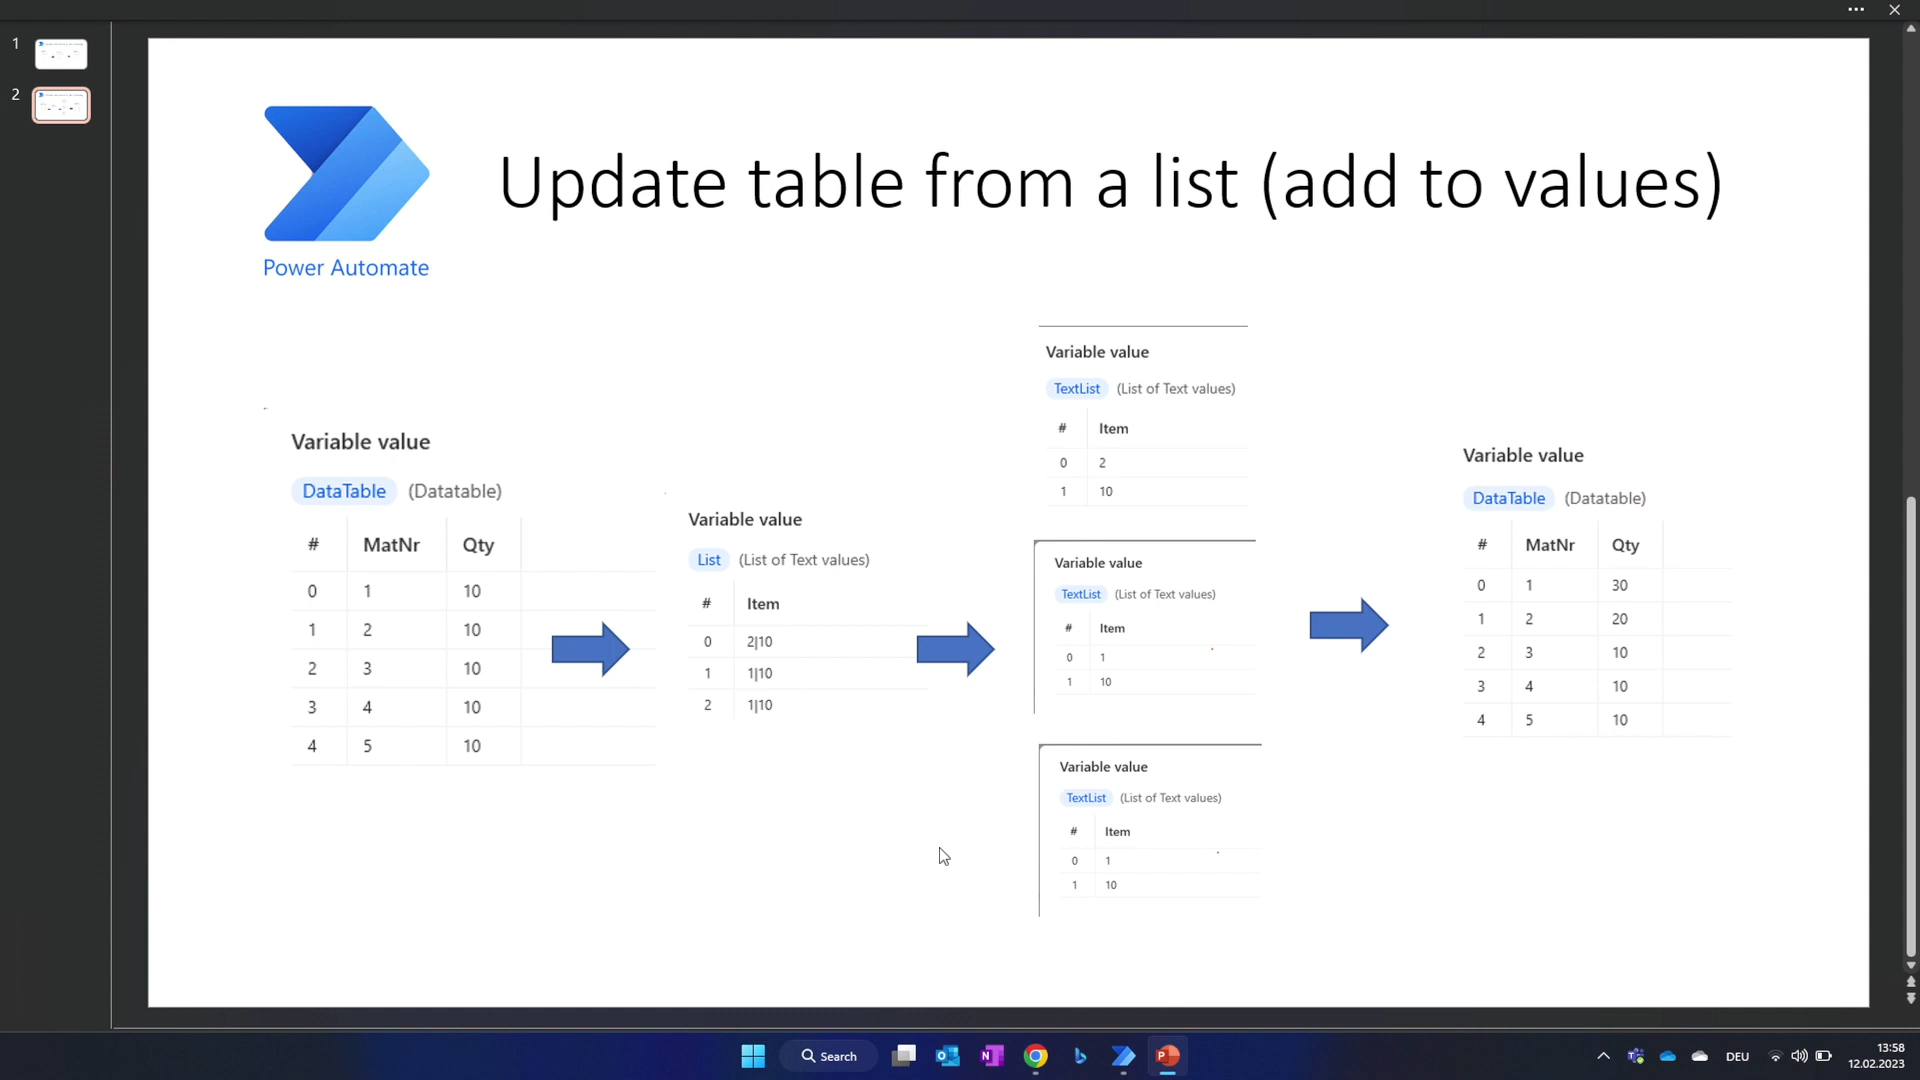 1
2
Power Automate
Update table from a list (add to values)
Variable value
DataTable (Datatable)
# MatNr Qty
0 1 10
1 2 10
2 3 10
3 4 10
4 5 10
Variable value
List (List of Text values)
# Item
0 2|10
1 1|10
2 1|10
Variable value
TextList (List of Text values)
# Item
0 2
1 10
Variable value
TextList (List of Text values)
# Item
0 1
1 10
Variable value
TextList (List of Text values)
# Item
0 1
1 10
Variable value
DataTable (Datatable)
# MatNr Qty
0 1 30
1 2 20
2 3 10
3 4 10
4 5 10
Search
DEU
13:58
12.02.2023